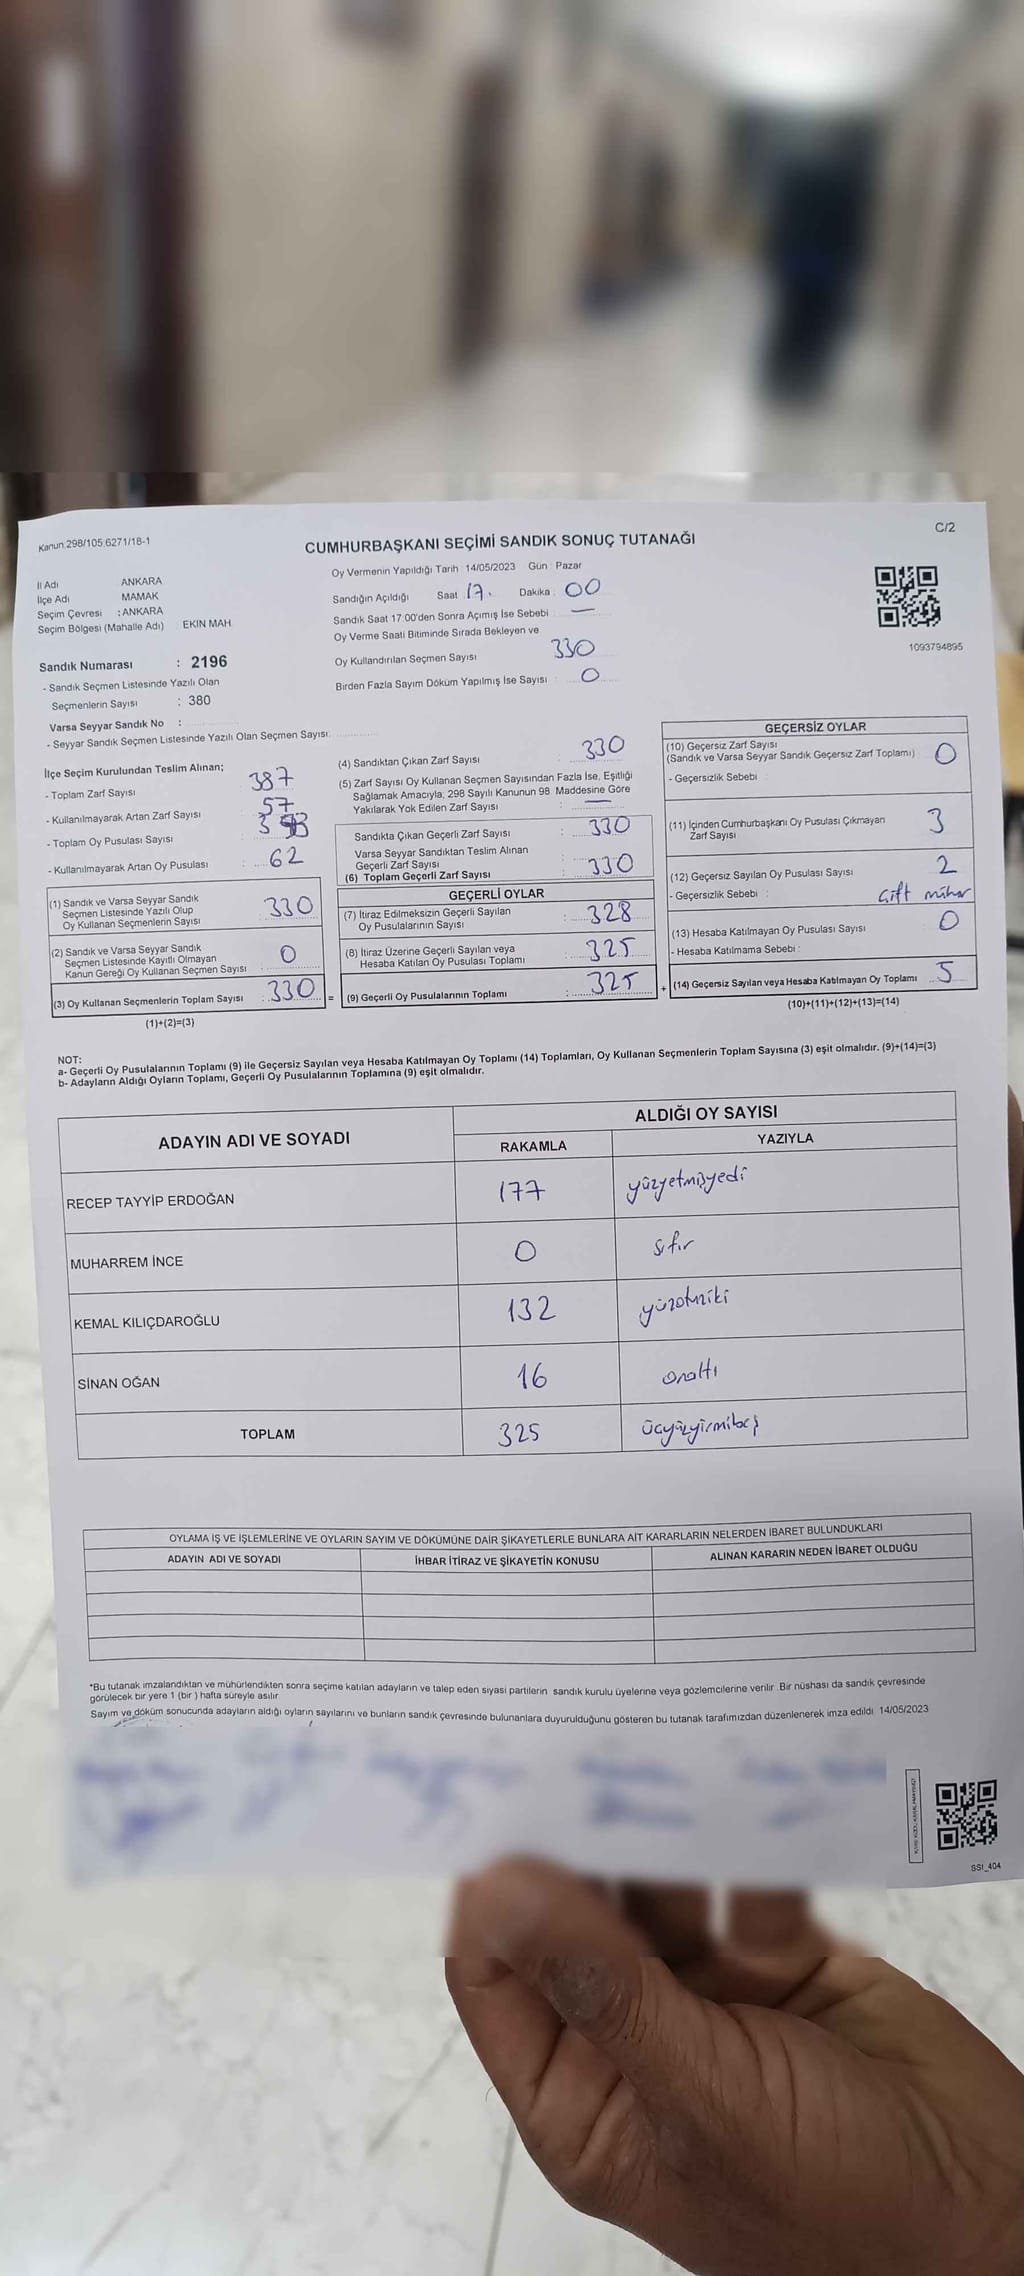 Kanun:298/105;6271/18-1
C/2
CUMHURBAŞKANI SEÇİMİ SANDIK SONUÇ TUTANAĞI
İl Adı ANKARA
İlçe Adı MAMAK
Seçim Çevresi : ANKARA
Seçim Bölgesi (Mahalle Adı) : EKİN MAH.
Sandık Numarası : 2196
- Sandık Seçmen Listesinde Yazılı Olan
Seçmenlerin Sayısı : 380
Varsa Seyyar Sandık No :
- Seyyar Sandık Seçmen Listesinde Yazılı Olan Seçmen Sayısı:
Oy Vermenin Yapıldığı Tarih : 14/05/2023 Gün : Pazar
Sandığın Açıldığı Saat 17. Dakika : 00
Sandık Saat 17:00'den Sonra Açımış İse Sebebi : —
Oy Verme Saati Bitiminde Sırada Bekleyen ve
Oy Kullandırılan Seçmen Sayısı 330
Birden Fazla Sayım Döküm Yapılmış İse Sayısı : 0
1093794895
İlçe Seçim Kurulundan Teslim Alınan;
- Toplam Zarf Sayısı 387
- Kullanılmayarak Artan Zarf Sayısı 57
- Toplam Oy Pusulası Sayısı
- Kullanılmayarak Artan Oy Pusulası : 62
(1) Sandık ve Varsa Seyyar Sandık
Seçmen Listesinde Yazılı Olup
Oy Kullanan Seçmenlerin Sayısı : 330
(2) Sandık ve Varsa Seyyar Sandık
Seçmen Listesinde Kayıtlı Olmayan
Kanun Gereği Oy Kullanan Seçmen Sayısı : 0
(3) Oy Kullanan Seçmenlerin Toplam Sayısı : 330 =
(1)+(2)=(3)
(4) Sandıktan Çıkan Zarf Sayısı : 330
(5) Zarf Sayısı Oy Kullanan Seçmen Sayısından Fazla İse, Eşitliği
Sağlamak Amacıyla; 298 Sayılı Kanunun 98. Maddesine Göre
Yakılarak Yok Edilen Zarf Sayısı : —
Sandıkta Çıkan Geçerli Zarf Sayısı : 330
Varsa Seyyar Sandıktan Teslim Alınan
Geçerli Zarf Sayısı
(6) Toplam Geçerli Zarf Sayısı : 330
GEÇERLİ OYLAR
(7) İtiraz Edilmeksizin Geçerli Sayılan
Oy Pusulalarının Sayısı : 328
(8) İtiraz Üzerine Geçerli Sayılan veya
Hesaba Katılan Oy Pusulası Toplamı : 325
(9) Geçerli Oy Pusulalarının Toplamı : 325 +
GEÇERSİZ OYLAR
(10) Geçersiz Zarf Sayısı
(Sandık ve Varsa Seyyar Sandık Geçersiz Zarf Toplamı) 0
- Geçersizlik Sebebi :
(11) İçinden Cumhurbaşkanı Oy Pusulası Çıkmayan
Zarf Sayısı 3
(12) Geçersiz Sayılan Oy Pusulası Sayısı 2
- Geçersizlik Sebebi : çift mühür
(13) Hesaba Katılmayan Oy Pusulası Sayısı 0
- Hesaba Katılmama Sebebi :
(14) Geçersiz Sayılan veya Hesaba Katılmayan Oy Toplamı : 5
(10)+(11)+(12)+(13)=(14)
NOT:
a- Geçerli Oy Pusulalarının Toplamı (9) ile Geçersiz Sayılan veya Hesaba Katılmayan Oy Toplamı (14) Toplamları, Oy Kullanan Seçmenlerin Toplam Sayısına (3) eşit olmalıdır. (9)+(14)=(3)
b- Adayların Aldığı Oyların Toplamı, Geçerli Oy Pusulalarının Toplamına (9) eşit olmalıdır.
ADAYIN ADI VE SOYADI ALDIĞI OY SAYISI
RAKAMLA YAZIYLA
RECEP TAYYİP ERDOĞAN 177 yüzyetmişyedi
MUHARREM İNCE 0 sıfır
KEMAL KILIÇDAROĞLU 132 yüzotuziki
SİNAN OĞAN 16 onaltı
TOPLAM 325 üçyüzyirmibeş
OYLAMA İŞ VE İŞLEMLERİNE VE OYLARIN SAYIM VE DÖKÜMÜNE DAİR ŞİKAYETLERLE BUNLARA AİT KARARLARIN NELERDEN İBARET BULUNDUKLARI
ADAYIN ADI VE SOYADI İHBAR İTİRAZ VE ŞİKAYETİN KONUSU ALINAN KARARIN NEDEN İBARET OLDUĞU
*Bu tutanak imzalandıktan ve mühürlendikten sonra seçime katılan adayların ve talep eden siyasi partilerin sandık kurulu üyelerine veya gözlemcilerine verilir. Bir nüshası da sandık çevresinde
görülecek bir yere 1 (bir ) hafta süreyle asılır.
Sayım ve döküm sonucunda adayların aldığı oyların sayılarını ve bunların sandık çevresinde bulunanlara duyurulduğunu gösteren bu tutanak tarafımızdan düzenlenerek imza edildi. 14/05/2023
SSI_404